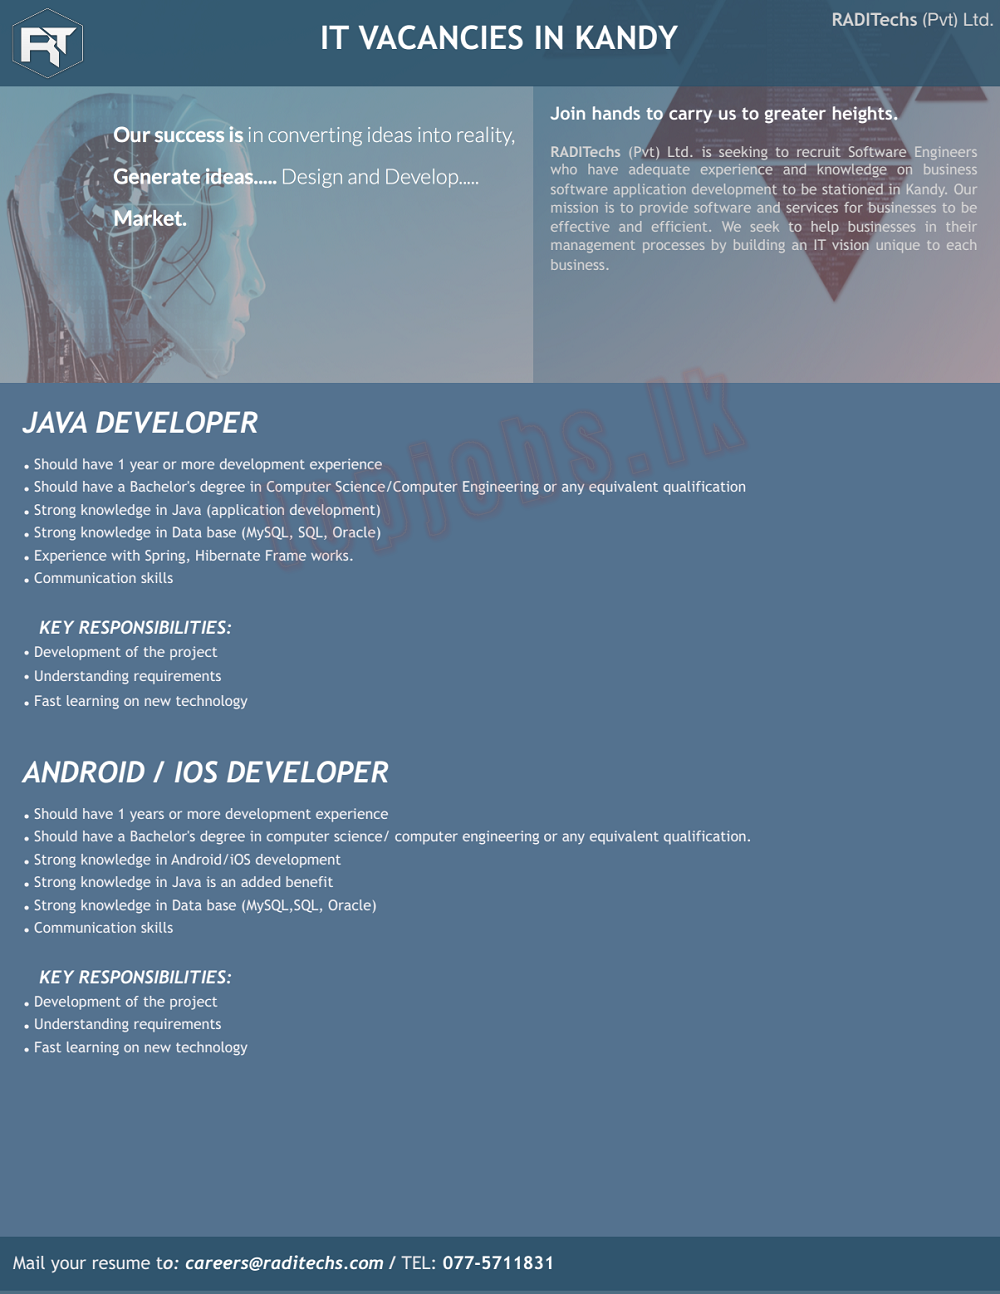 RT
IT VACANCIES IN KANDY
RADITechs (Pvt) Ltd.
Our success is in converting ideas into reality,
Generate ideas..... Design and Develop.....
Market.
Join hands to carry us to greater heights.
RADITechs (Pvt) Ltd. is seeking to recruit Software Engineers
who have adequate experience and knowledge on business
software application development to be stationed in Kandy. Our
mission is to provide software and services for businesses to be
effective and efficient. We seek to help businesses in their
management processes by building an IT vision unique to each
business.
topjobs.lk
JAVA DEVELOPER
• Should have 1 year or more development experience
• Should have a Bachelor's degree in Computer Science/Computer Engineering or any equivalent qualification
• Strong knowledge in Java (application development)
• Strong knowledge in Data base (MySQL, SQL, Oracle)
• Experience with Spring, Hibernate Frame works.
• Communication skills
KEY RESPONSIBILITIES:
• Development of the project
• Understanding requirements
• Fast learning on new technology
ANDROID / IOS DEVELOPER
• Should have 1 years or more development experience
• Should have a Bachelor's degree in computer science/ computer engineering or any equivalent qualification.
• Strong knowledge in Android/iOS development
• Strong knowledge in Java is an added benefit
• Strong knowledge in Data base (MySQL,SQL, Oracle)
• Communication skills
KEY RESPONSIBILITIES:
• Development of the project
• Understanding requirements
• Fast learning on new technology
Mail your resume to: careers@raditechs.com / TEL: 077-5711831